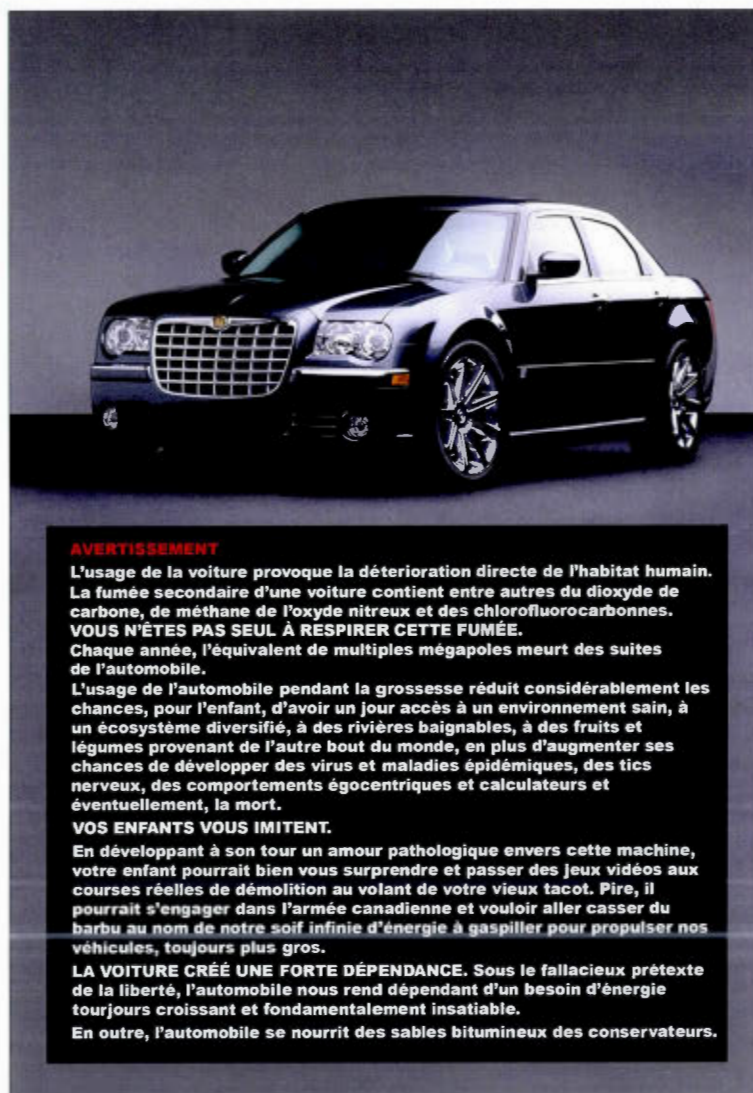 AVERTISSEMENT
L'usage de la voiture provoque la déterioration directe de l'habitat humain.
La fumée secondaire d'une voiture contient entre autres du dioxyde de
carbone, de méthane de l'oxyde nitreux et des chlorofluorocarbonnes.
VOUS N'ÊTES PAS SEUL À RESPIRER CETTE FUMÉE.
Chaque année, l'équivalent de multiples mégapoles meurt des suites
de l'automobile.
L'usage de l'automobile pendant la grossesse réduit considérablement les
chances, pour l'enfant, d'avoir un jour accès à un environnement sain, à
un écosystème diversifié, à des rivières baignables, à des fruits et
légumes provenant de l'autre bout du monde, en plus d'augmenter ses
chances de développer des virus et maladies épidémiques, des tics
nerveux, des comportements égocentriques et calculateurs et
éventuellement, la mort.
VOS ENFANTS VOUS IMITENT.
En développant à son tour un amour pathologique envers cette machine,
votre enfant pourrait bien vous surprendre et passer des jeux vidéos aux
courses réelles de démolition au volant de votre vieux tacot. Pire, il
pourrait s'engager dans l'armée canadienne et vouloir aller casser du
barbu au nom de notre soif infinie d'énergie à gaspiller pour propulser nos
véhicules, toujours plus gros.
LA VOITURE CRÉÉ UNE FORTE DÉPENDANCE. Sous le fallacieux prétexte
de la liberté, l'automobile nous rend dépendant d'un besoin d'énergie
tourjours croissant et fondamentalement insatiable.
En outre, l'automobile se nourrit des sables bitumineux des conservateurs.